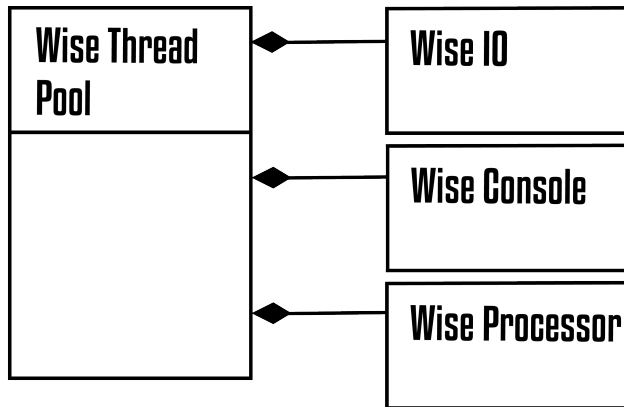 Wise Thread
Pool
Wise IO
Wise Console
Wise Processor